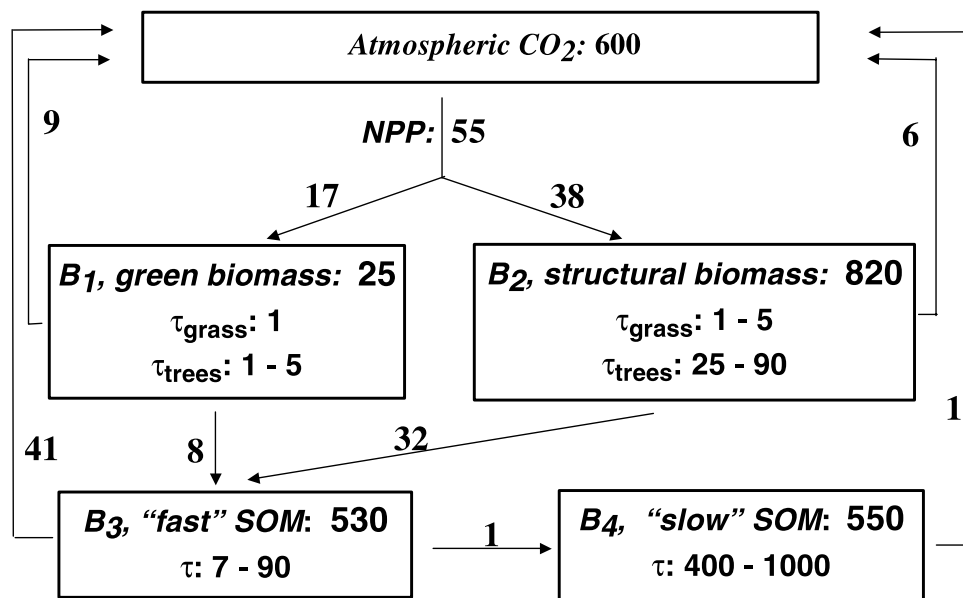 Atmospheric CO₂: 600
9
NPP: 55
6
17
38
B₁, green biomass: 25
τgrass: 1
τtrees: 1 - 5
B₂, structural biomass: 820
τgrass: 1 - 5
τtrees: 25 - 90
41
8
32
1
B₃, “fast” SOM: 530
τ: 7 - 90
1
B₄, “slow” SOM: 550
τ: 400 - 1000